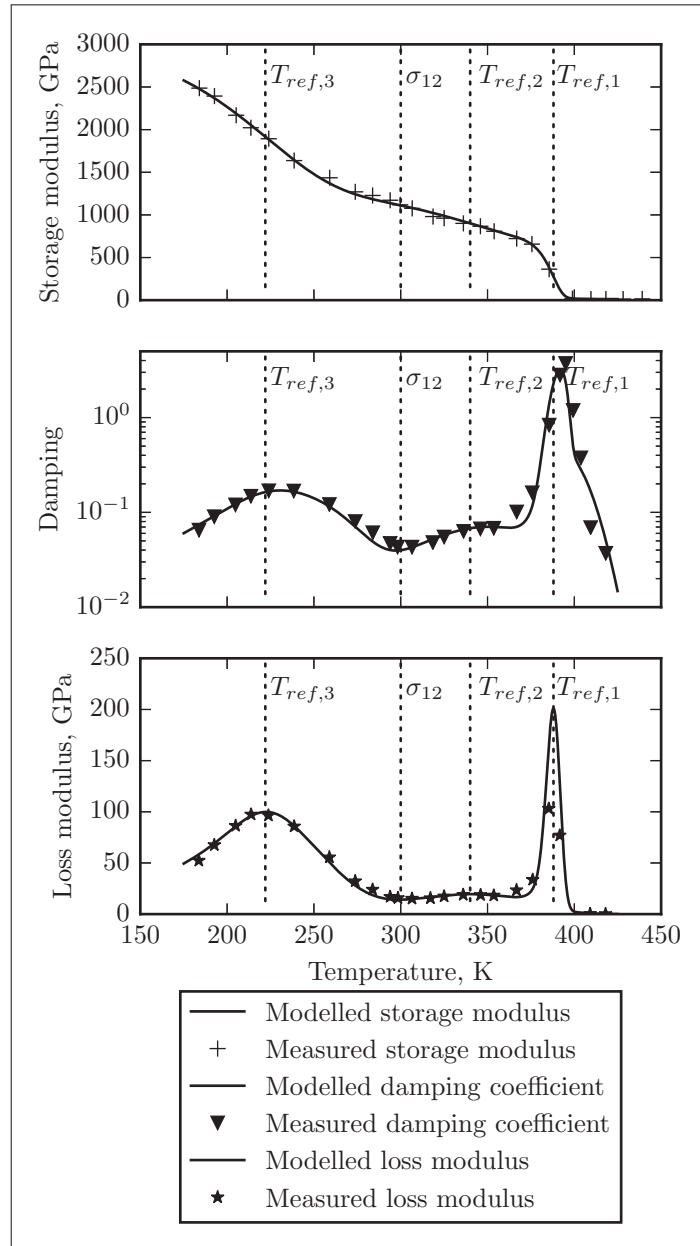 3000
2500
2000
1500
1000
500
0
Storage modulus, GPa
T_{ref,3}
σ_{12}
T_{ref,2}
T_{ref,1}
10^0
10^{-1}
10^{-2}
Damping
T_{ref,3}
σ_{12}
T_{ref,2}
T_{ref,1}
250
200
150
100
50
0
Loss modulus, GPa
T_{ref,3}
σ_{12}
T_{ref,2}
T_{ref,1}
150 200 250 300 350 400 450
Temperature, K
Modelled storage modulus
Measured storage modulus
Modelled damping coefficient
Measured damping coefficient
Modelled loss modulus
Measured loss modulus